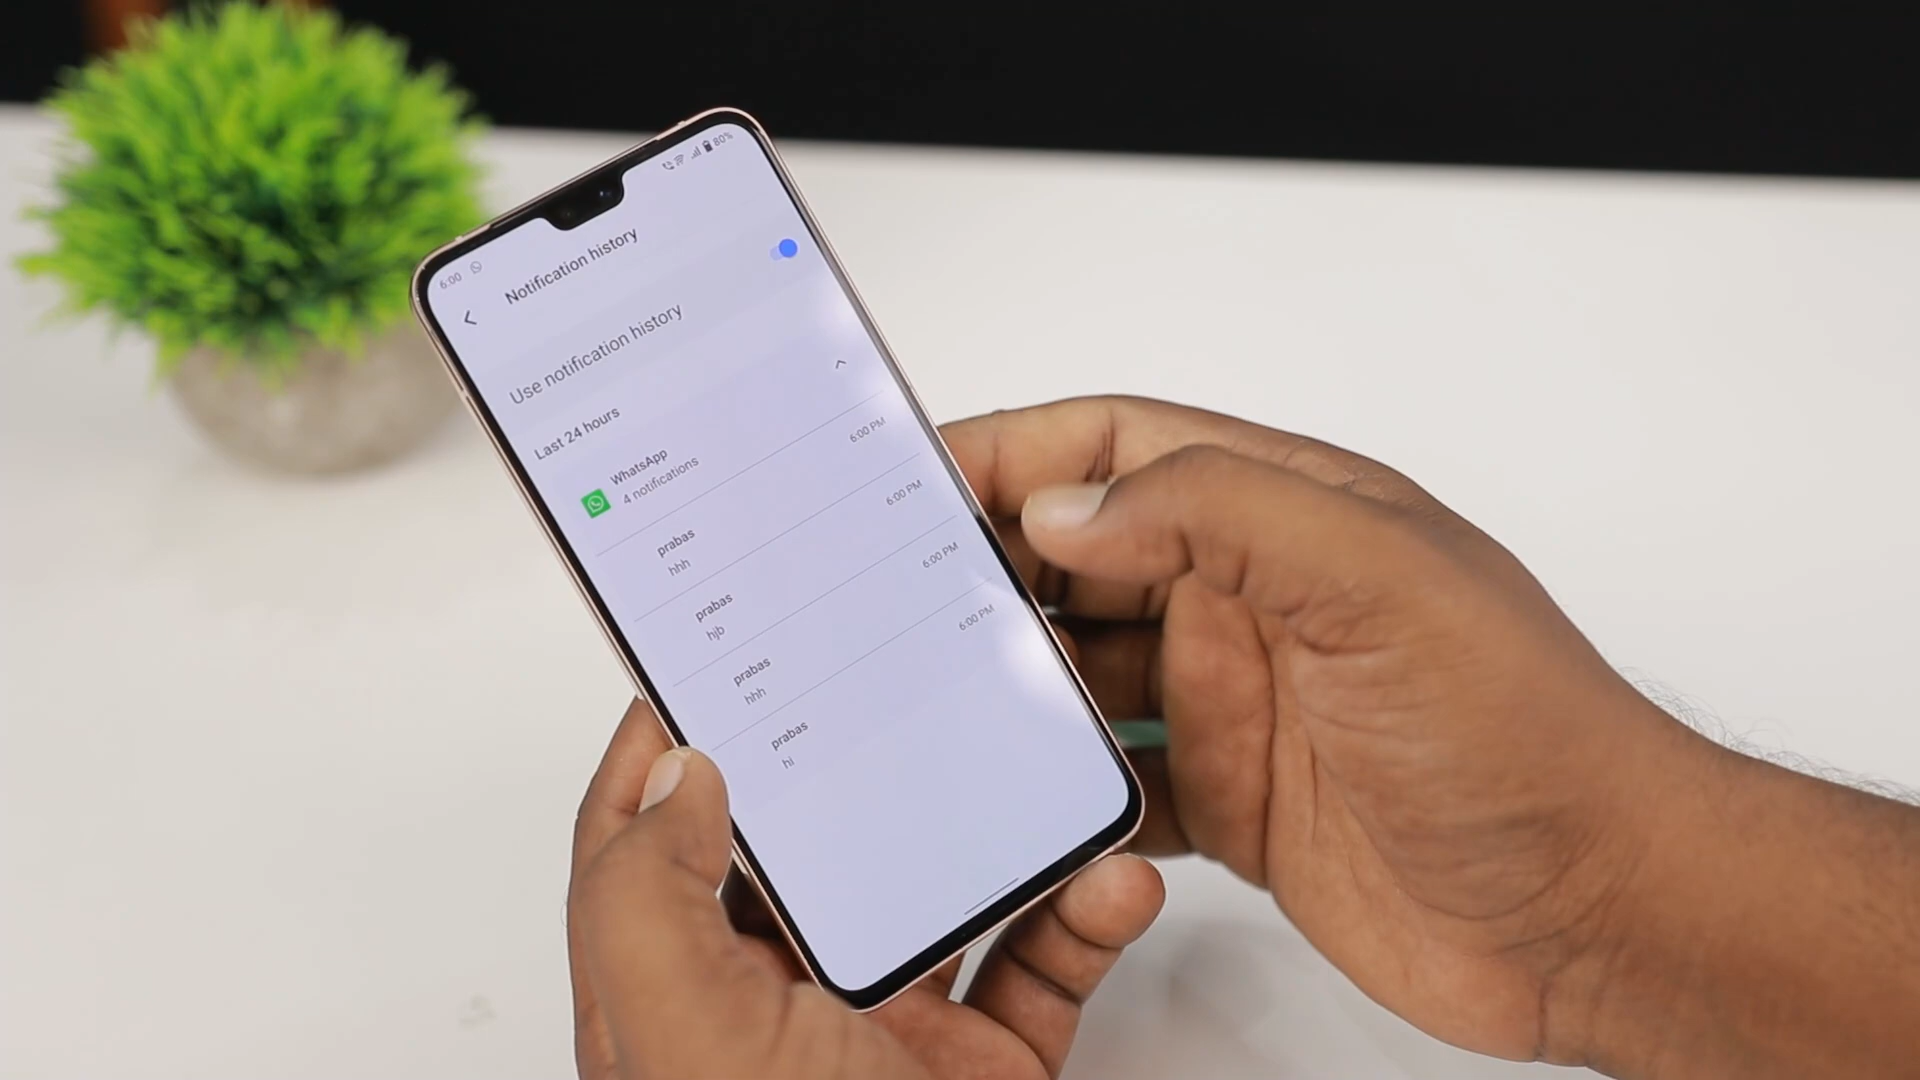 6:00
80%
Notification history
Use notification history
Last 24 hours
WhatsApp
4 notifications
6:00 PM
prabas
hhh
6:00 PM
prabas
hjb
6:00 PM
prabas
hhh
6:00 PM
prabas
hi